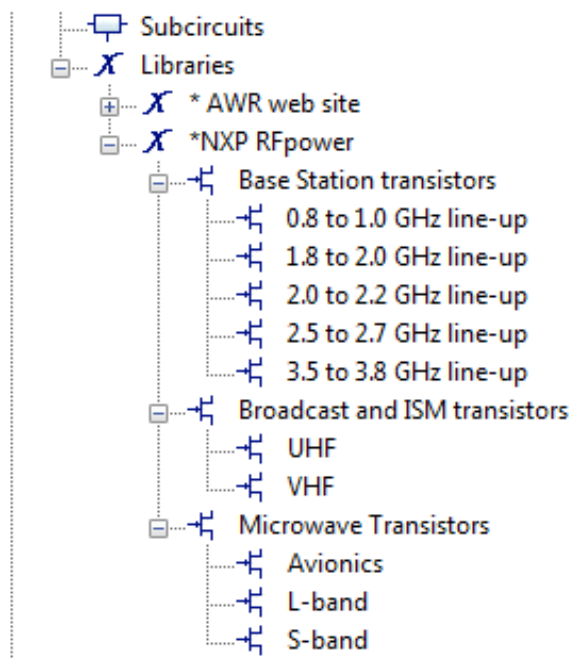 Subcircuits
Libraries
* AWR web site
*NXP RFpower
Base Station transistors
0.8 to 1.0 GHz line-up
1.8 to 2.0 GHz line-up
2.0 to 2.2 GHz line-up
2.5 to 2.7 GHz line-up
3.5 to 3.8 GHz line-up
Broadcast and ISM transistors
UHF
VHF
Microwave Transistors
Avionics
L-band
S-band